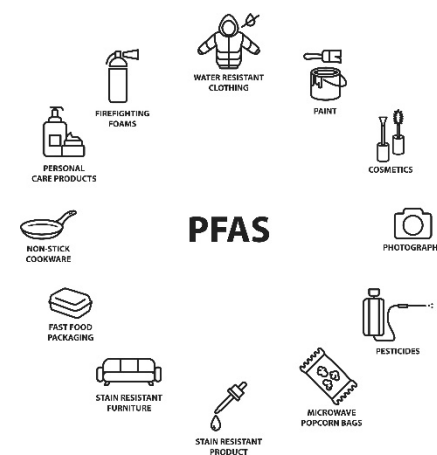 WATER RESISTANT
CLOTHING
PAINT
COSMETICS
PHOTOGRAPH
PESTICIDES
MICROWAVE
POPCORN BAGS
STAIN RESISTANT
PRODUCT
STAIN RESISTANT
FURNITURE
FAST FOOD
PACKAGING
NON-STICK
COOKWARE
PERSONAL
CARE PRODUCTS
FIREFIGHTING
FOAMS
PFAS